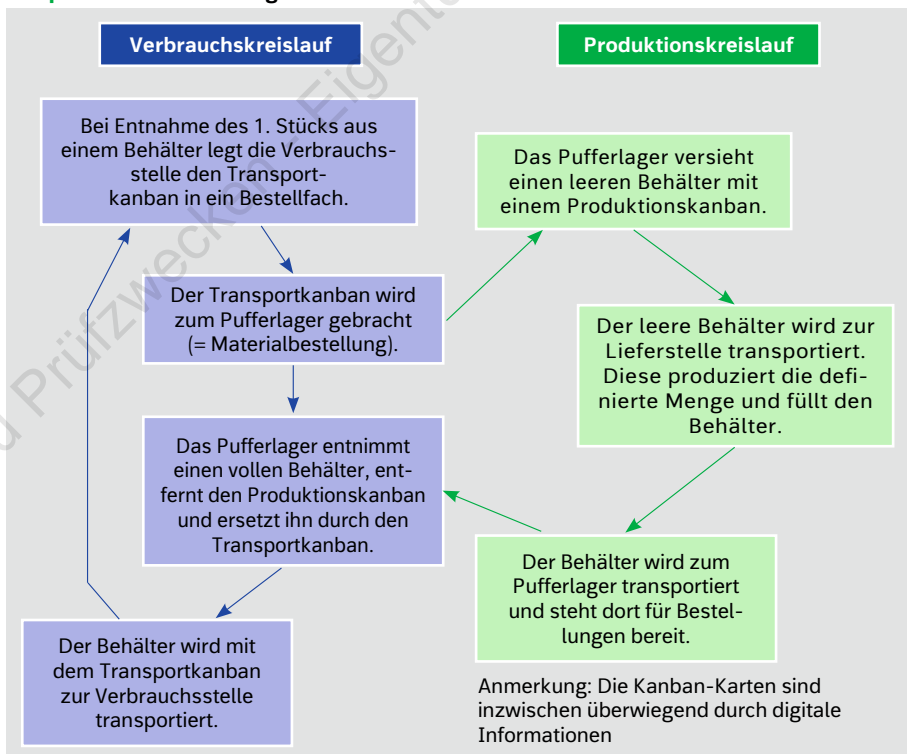 Verbrauchskreislauf
Bei Entnahme des 1. Stücks aus
einem Behälter legt die Verbrauchs-
stelle den Transport-
kanban in ein Bestellfach.
Der Transportkanban wird
zum Pufferlager gebracht
(= Materialbestellung).
Das Pufferlager entnimmt
einen vollen Behälter, ent-
fernt den Produktionskanban
und ersetzt ihn durch den
Transportkanban.
Der Behälter wird mit
dem Transportkanban
zur Verbrauchsstelle
transportiert.
Produktionskreislauf
Das Pufferlager versieht
einen leeren Behälter mit
einem Produktionskanban.
Der leere Behälter wird zur
Lieferstelle transportiert.
Diese produziert die defi-
nierte Menge und füllt den
Behälter.
Der Behälter wird zum
Pufferlager transportiert
und steht dort für Bestel-
lungen bereit.
Anmerkung: Die Kanban-Karten sind
inzwischen überwiegend durch digitale
Informationen
Prüfzwecken -